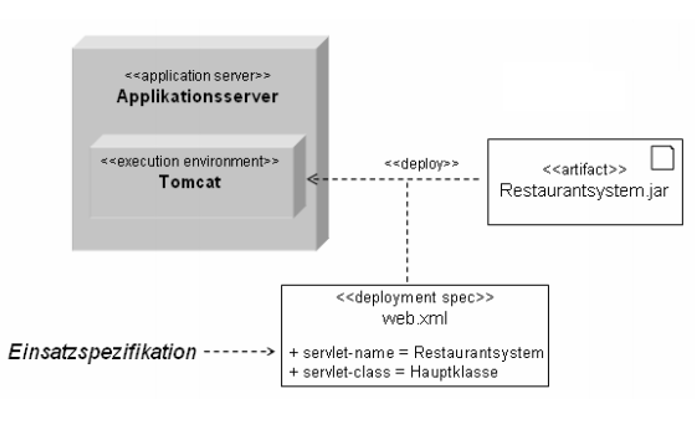 <<application server>>
Applikationsserver
<<execution environment>>
Tomcat
<<deploy>>
<<artifact>>
Restaurantsystem.jar
<<deployment spec>>
web.xml
+ servlet-name = Restaurantsystem
+ servlet-class = Hauptklasse
Einsatzspezifikation